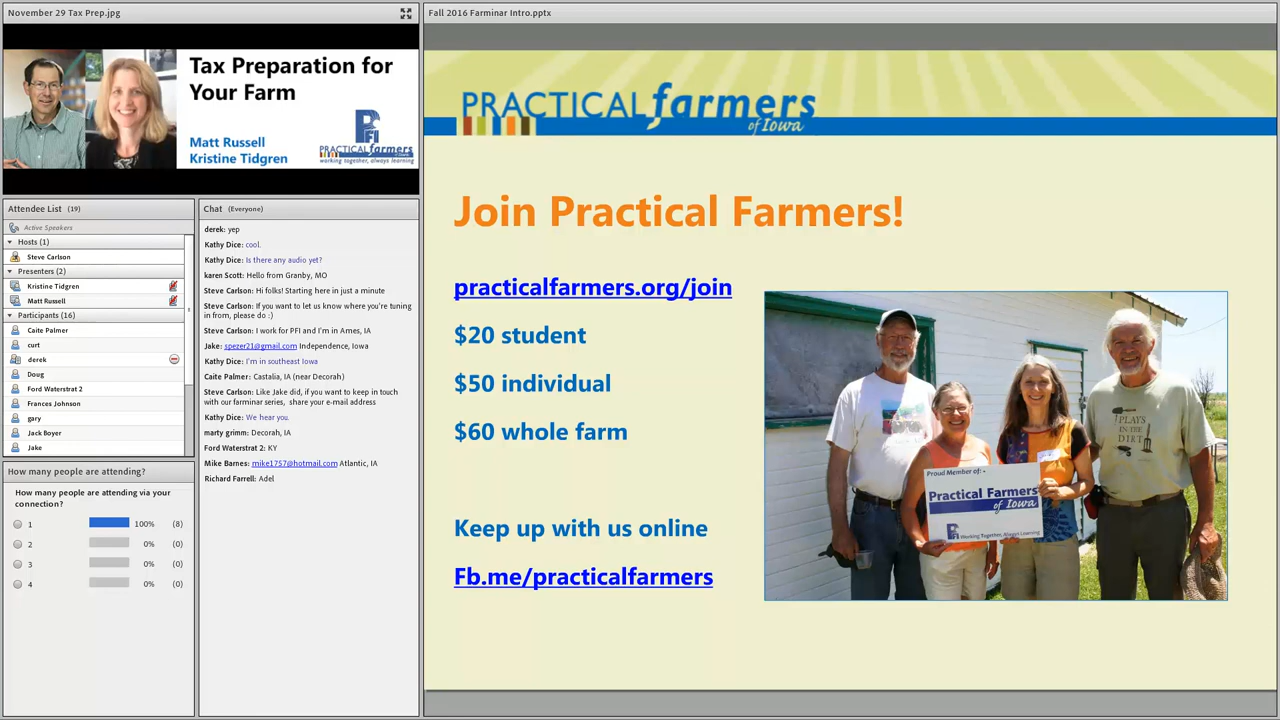 November 29 Tax Prep.jpg
Tax Preparation for
Your Farm
Matt Russell
Kristine Tidgren
PFI
PRACTICAL farmers
of Iowa
working together, always learning
Attendee List (19)
Active Speakers
Hosts (1)
Steve Carlson
Presenters (2)
Kristine Tidgren
Matt Russell
Participants (16)
Caite Palmer
curt
derek
Doug
Ford Waterstrat 2
Frances Johnson
gary
Jack Boyer
Jake
Chat (Everyone)
derek: yep
Kathy Dice: cool.
Kathy Dice: Is there any audio yet?
karen Scott: Hello from Granby, MO
Steve Carlson: Hi folks! Starting here in just a minute
Steve Carlson: If you want to let us know where you're tuning
in from, please do :)
Steve Carlson: I work for PFI and I'm in Ames, IA
Jake: spezer21@gmail.com Independence, Iowa
Kathy Dice: I'm in southeast Iowa
Caite Palmer: Castalia, IA (near Decorah)
Steve Carlson: Like Jake did, if you want to keep in touch
with our farminar series, share your e-mail address
Kathy Dice: We hear you.
marty grimm: Decorah, IA
Ford Waterstrat 2: KY
Mike Barnes: mike1757@hotmail.com Atlantic, IA
Richard Farrell: Adel
How many people are attending?
How many people are attending via your
connection?
1 100% (8)
2 0% (0)
3 0% (0)
4 0% (0)
Fall 2016 Farminar Intro.pptx
PRACTICAL farmers
of Iowa
Join Practical Farmers!
practicalfarmers.org/join
$20 student
$50 individual
$60 whole farm
Keep up with us online
Fb.me/practicalfarmers
PLAYS
IN THE
DIRT
Proud Member of:
Practical Farmers
of Iowa
Working Together, Always Learning